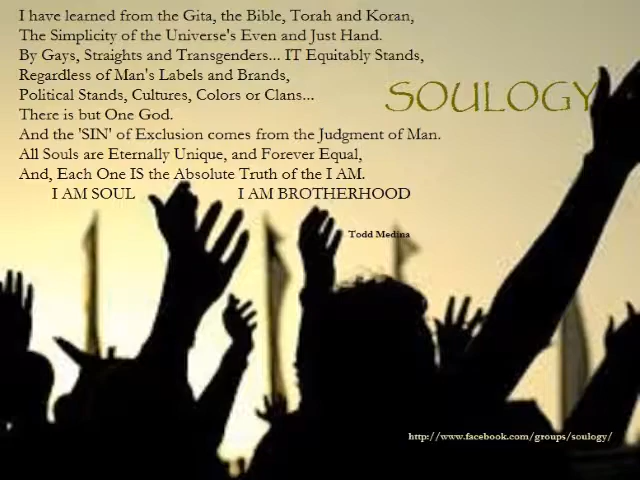 I have learned from the Gita, the Bible, Torah and Koran,
The Simplicity of the Universe's Even and Just Hand.
By Gays, Straights and Transgenders... IT Equitably Stands,
Regardless of Man's Labels and Brands,
Political Stands, Cultures, Colors or Clans...
There is but One God.
And the 'SIN' of Exclusion comes from the Judgment of Man.
All Souls are Eternally Unique, and Forever Equal,
And, Each One IS the Absolute Truth of the I AM.
I AM SOUL I AM BROTHERHOOD
SOULOGY
Todd Medina
http://www.facebook.com/groups/soulogy/